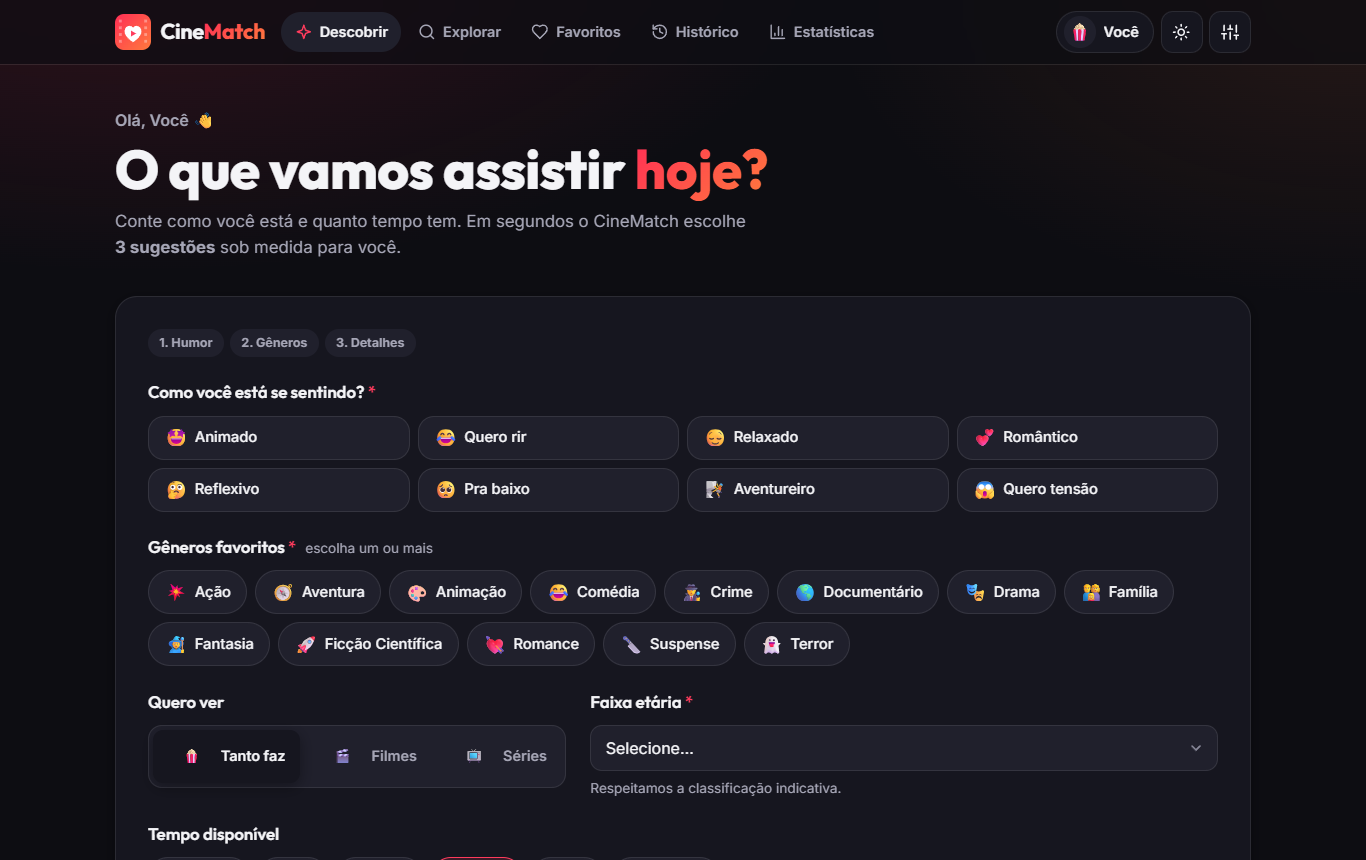 CineMatch Descobrir Explorar Favoritos Histórico Estatísticas Você
Olá, Você
O que vamos assistir hoje?
Conte como você está e quanto tempo tem. Em segundos o CineMatch escolhe
3 sugestões sob medida para você.
1. Humor 2. Gêneros 3. Detalhes
Como você está se sentindo? *
Animado Quero rir Relaxado Romântico
Reflexivo Pra baixo Aventureiro Quero tensão
Gêneros favoritos * escolha um ou mais
Ação Aventura Animação Comédia Crime Documentário Drama Família
Fantasia Ficção Científica Romance Suspense Terror
Quero ver Faixa etária *
Tanto faz Filmes Séries Selecione...
Respeitamos a classificação indicativa.
Tempo disponível